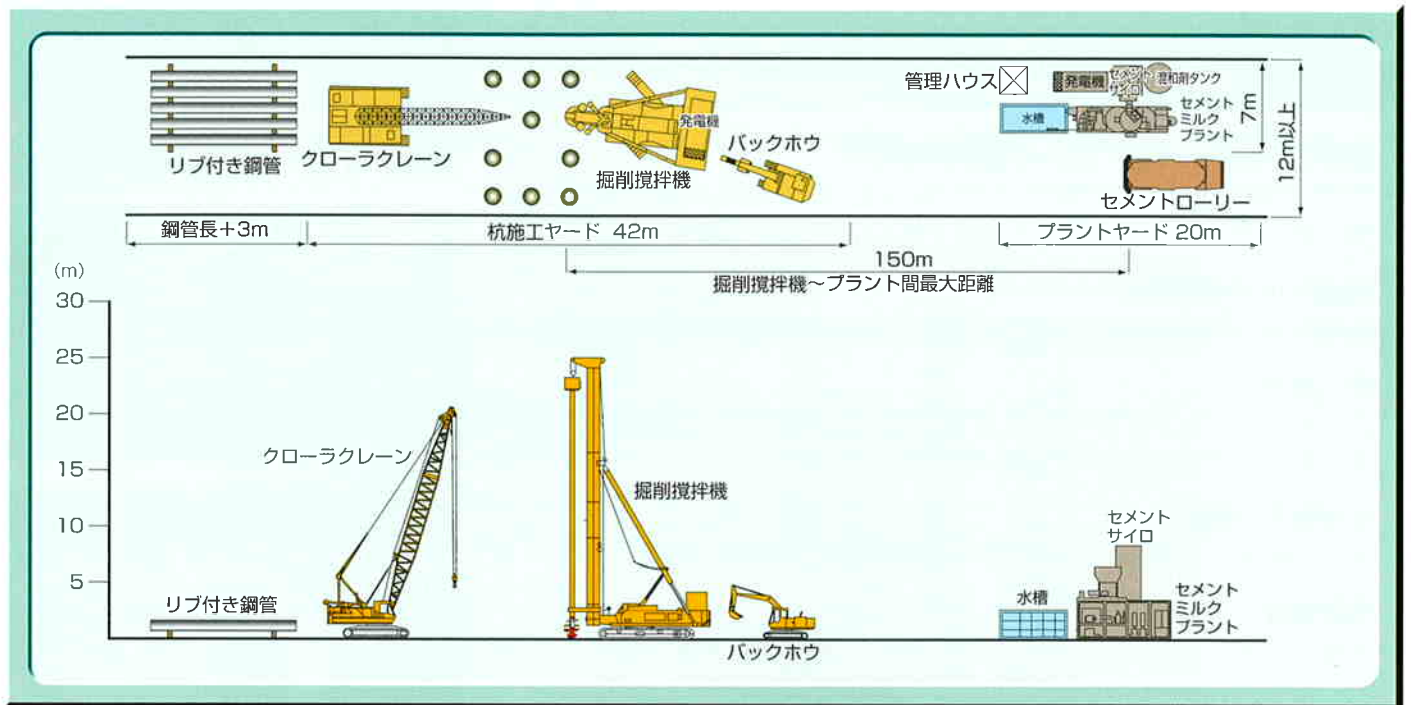 管理ハウス
発電機
セメント
サイロ
混和剤タンク
水槽
セメント
ミルク
プラント
7m
12m以上
発電機
バックホウ
リブ付き鋼管
クローラクレーン
掘削撹拌機
セメントローリー
鋼管長+3m
杭施工ヤード 42m
プラントヤード 20m
150m
掘削撹拌機~プラント間最大距離
(m)
30
25
20
15
10
5
クローラクレーン
掘削撹拌機
セメント
サイロ
リブ付き鋼管
水槽
セメント
ミルク
プラント
バックホウ